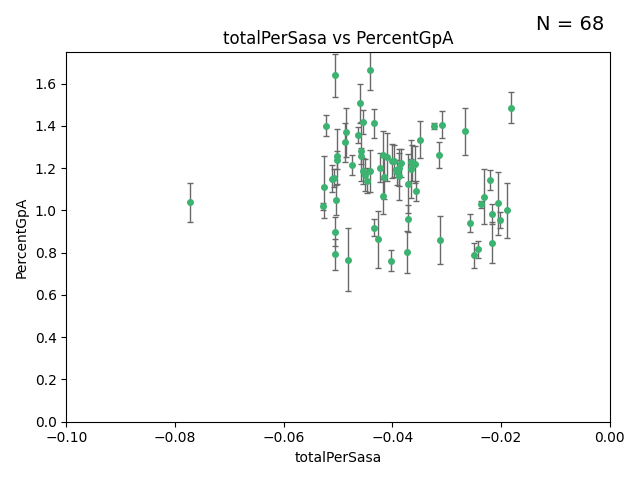 N = 68
totalPerSasa vs PercentGpA
PercentGpA
1.6
1.4
1.2
1.0
0.8
0.6
0.4
0.2
0.0
−0.10 −0.08 −0.06 −0.04 −0.02 0.00
totalPerSasa